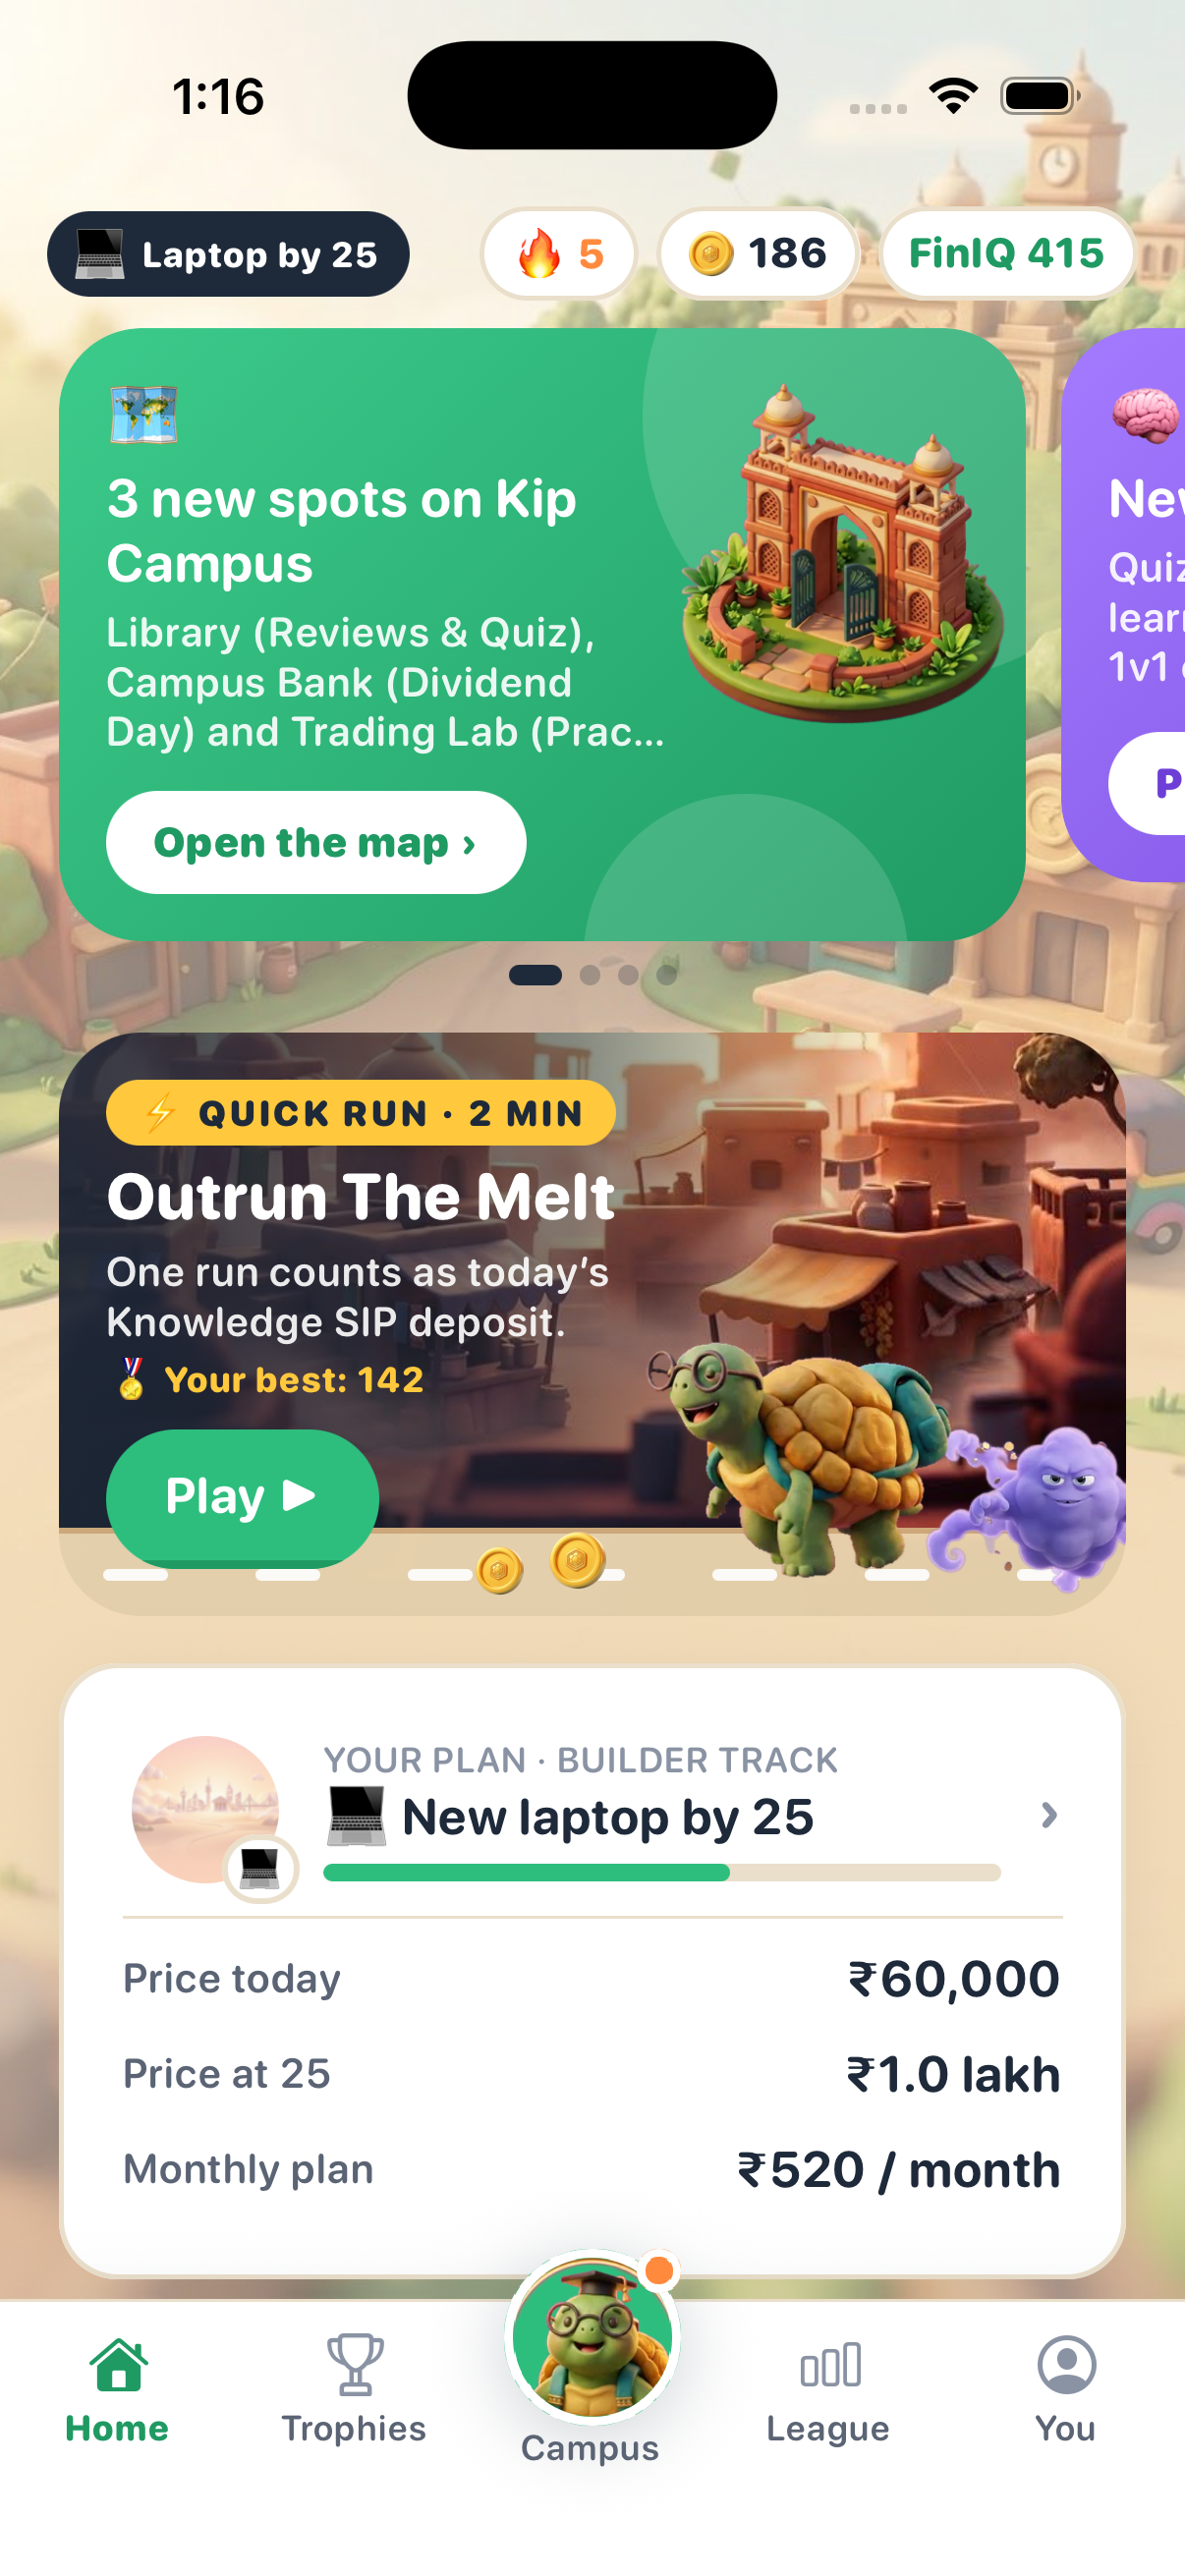 1:16
Laptop by 25
5
186
FinIQ 415
3 new spots on Kip
Campus
Library (Reviews & Quiz),
Campus Bank (Dividend
Day) and Trading Lab (Prac...
Open the map ›
Quiz
1v1
⚡ QUICK RUN · 2 MIN
Outrun The Melt
One run counts as today's
Knowledge SIP deposit.
Your best: 142
Play ▶
YOUR PLAN · BUILDER TRACK
New laptop by 25
Price today
₹60,000
Price at 25
₹1.0 lakh
Monthly plan
₹520 / month
Home
Trophies
Campus
League
You